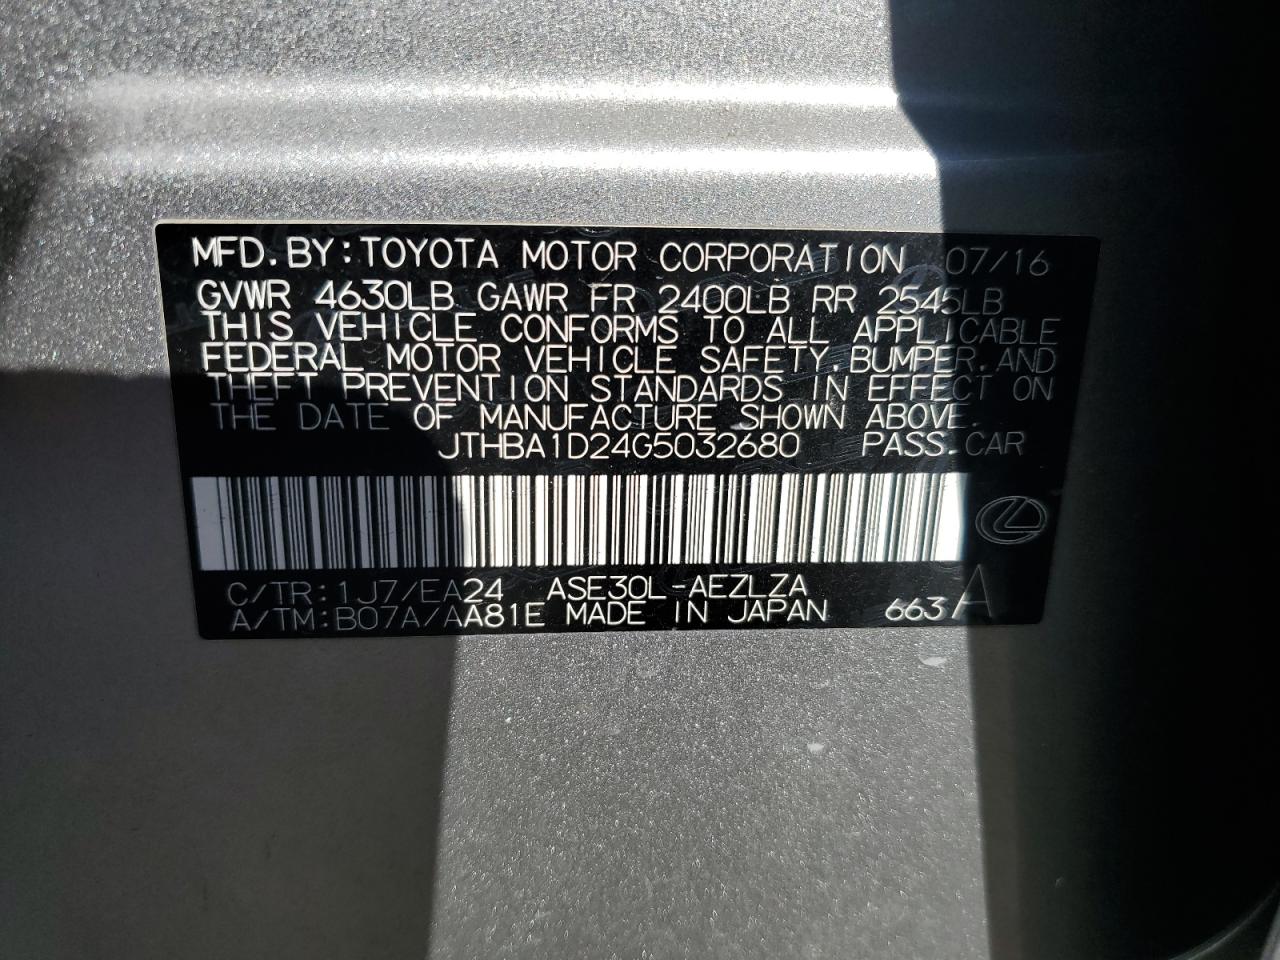 MFD. BY: TOYOTA MOTOR CORPORATION 07/16
GVWR 4630LB GAWR FR 2400LB RR 2545LB
THIS VEHICLE CONFORMS TO ALL APPLICABLE
FEDERAL MOTOR VEHICLE SAFETY, BUMPER, AND
THEFT PREVENTION STANDARDS IN EFFECT ON
THE DATE OF MANUFACTURE SHOWN ABOVE.
JTHBA1D24G5032680 PASS. CAR
C/TR: 1J7/EA24 ASE30L-AEZLZA
A/TM: B07A/AA81E MADE IN JAPAN 663A